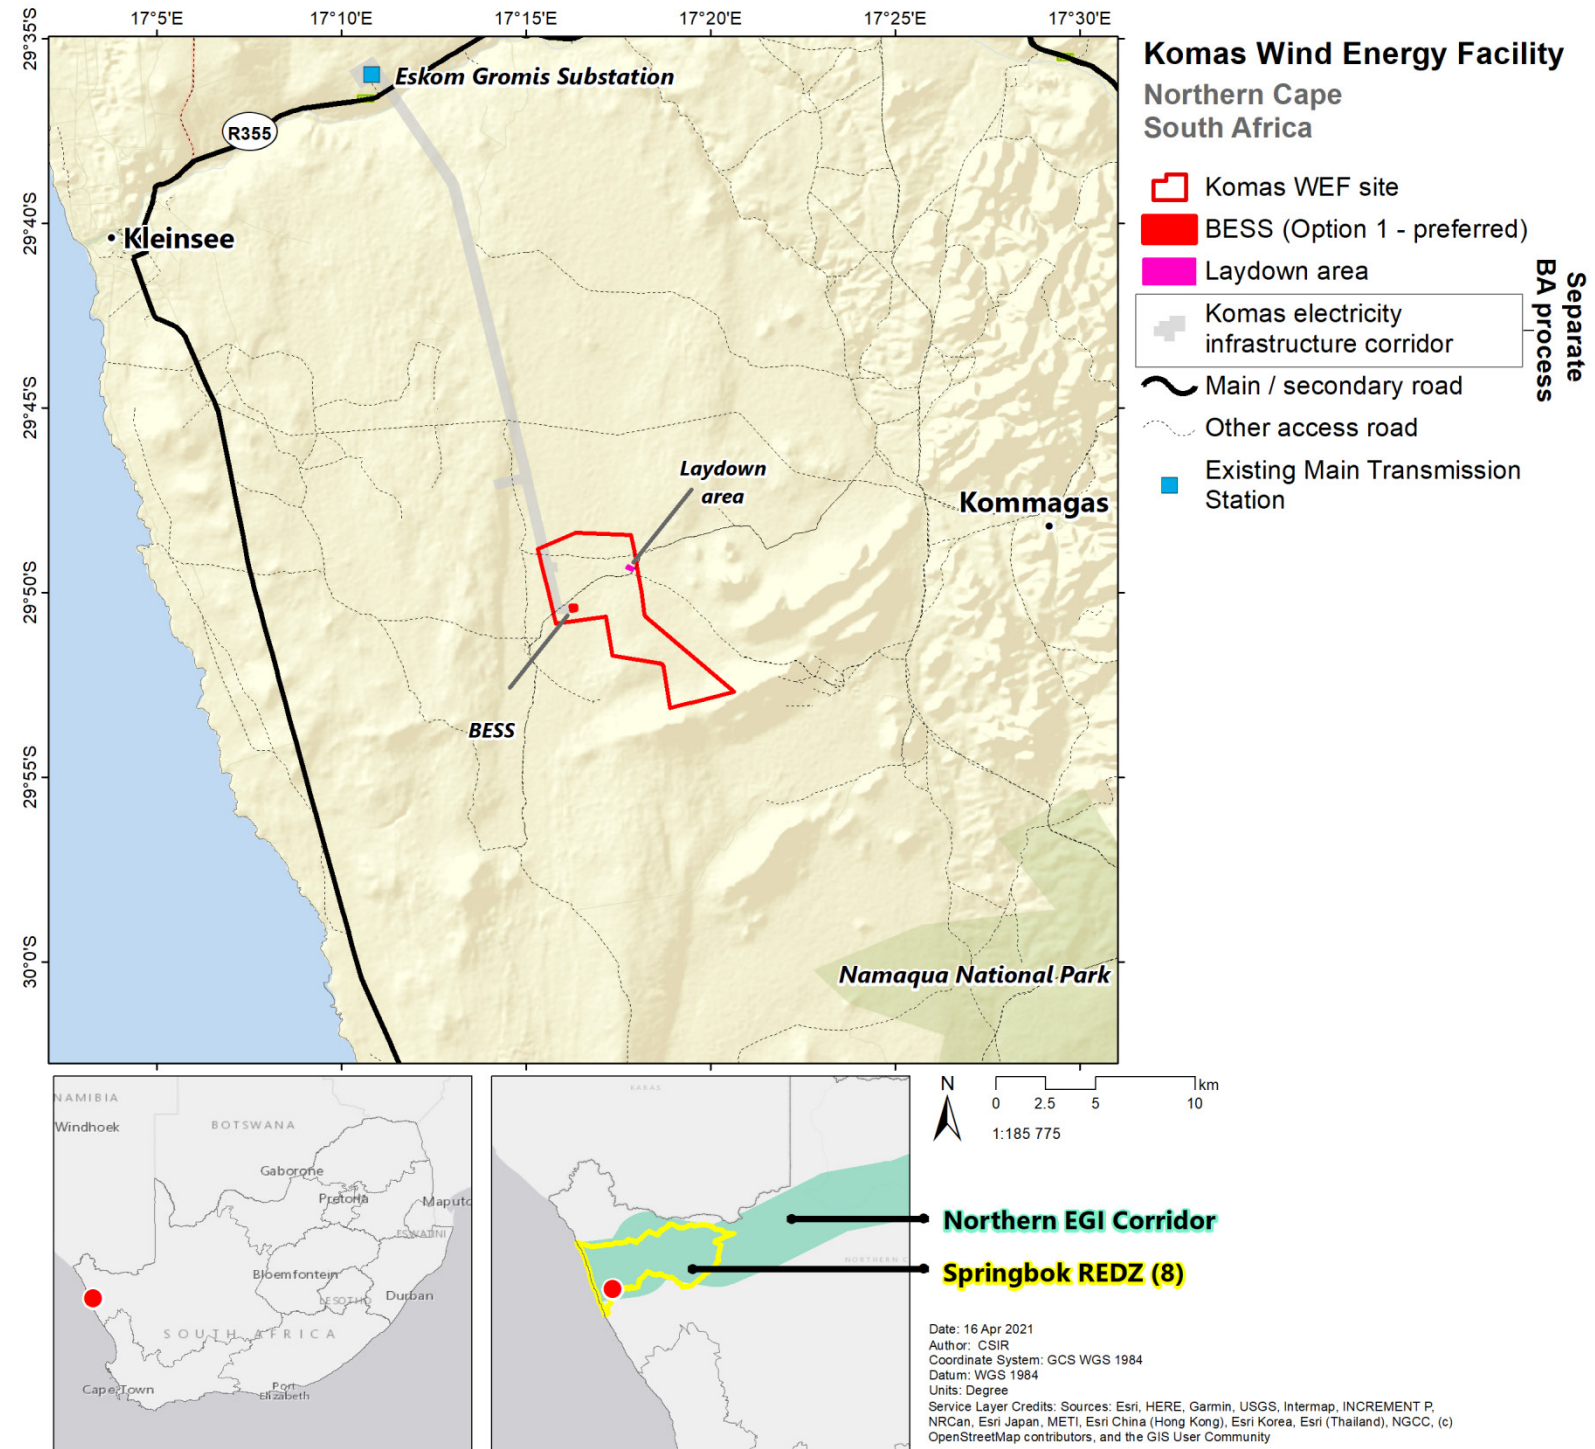 17°5'E
17°10'E
17°15'E
17°20'E
17°25'E
17°30'E
29°35'S
29°40'S
29°45'S
29°50'S
29°55'S
30°0'S
Eskom Gromis Substation
R355
Kleinsee
Laydown
area
Kommagas
BESS
Namaqua National Park
Komas Wind Energy Facility
Northern Cape
South Africa
Komas WEF site
BESS (Option 1 - preferred)
Laydown area
Komas electricity
infrastructure corridor
Separate
BA process
Main / secondary road
Other access road
Existing Main Transmission
Station
NAMIBIA
Windhoek
BOTSWANA
Gaborone
Pretoria
Maputo
ESWATINI
Bloemfontein
LESOTHO
Durban
SOUTH AFRICA
Cape Town
Port
Elizabeth
KARAS
NORTHERN C
N
km
0 2.5 5 10
1:185 775
Northern EGI Corridor
Springbok REDZ (8)
Date: 16 Apr 2021
Author: CSIR
Coordinate System: GCS WGS 1984
Datum: WGS 1984
Units: Degree
Service Layer Credits: Sources: Esri, HERE, Garmin, USGS, Intermap, INCREMENT P,
NRCan, Esri Japan, METI, Esri China (Hong Kong), Esri Korea, Esri (Thailand), NGCC, (c)
OpenStreetMap contributors, and the GIS User Community